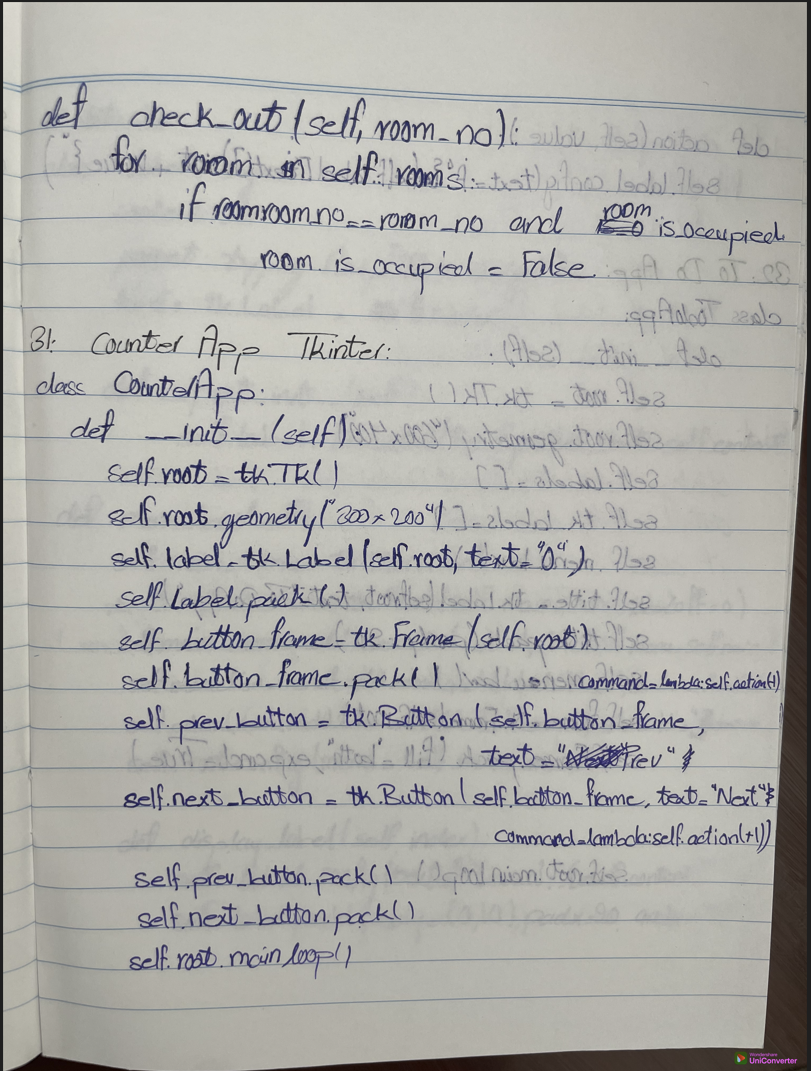 def check_out(self, room_no):
for room in self.rooms:
if room room_no == room_no and room is_occupied
room.is_occupied = False
31: Counter App Tkinter:
class CounterApp:
def __init__(self)
self.root = tk.Tk()
self.root.geometry("300x200")
self.label = tk.Label(self.root, text="0")
self.label.pack()
self.button_frame = tk.Frame(self.root)
self.button_frame.pack()
command=lambda:self.action(-1)
self.prev_button = tk.Button(self.button_frame,
text="Prev"
self.next_button = tk.Button(self.button_frame, text="Next"
command=lambda:self.action(+1))
self.prev_button.pack()
self.next_button.pack()
self.root.mainloop()
Wondershare
UniConverter